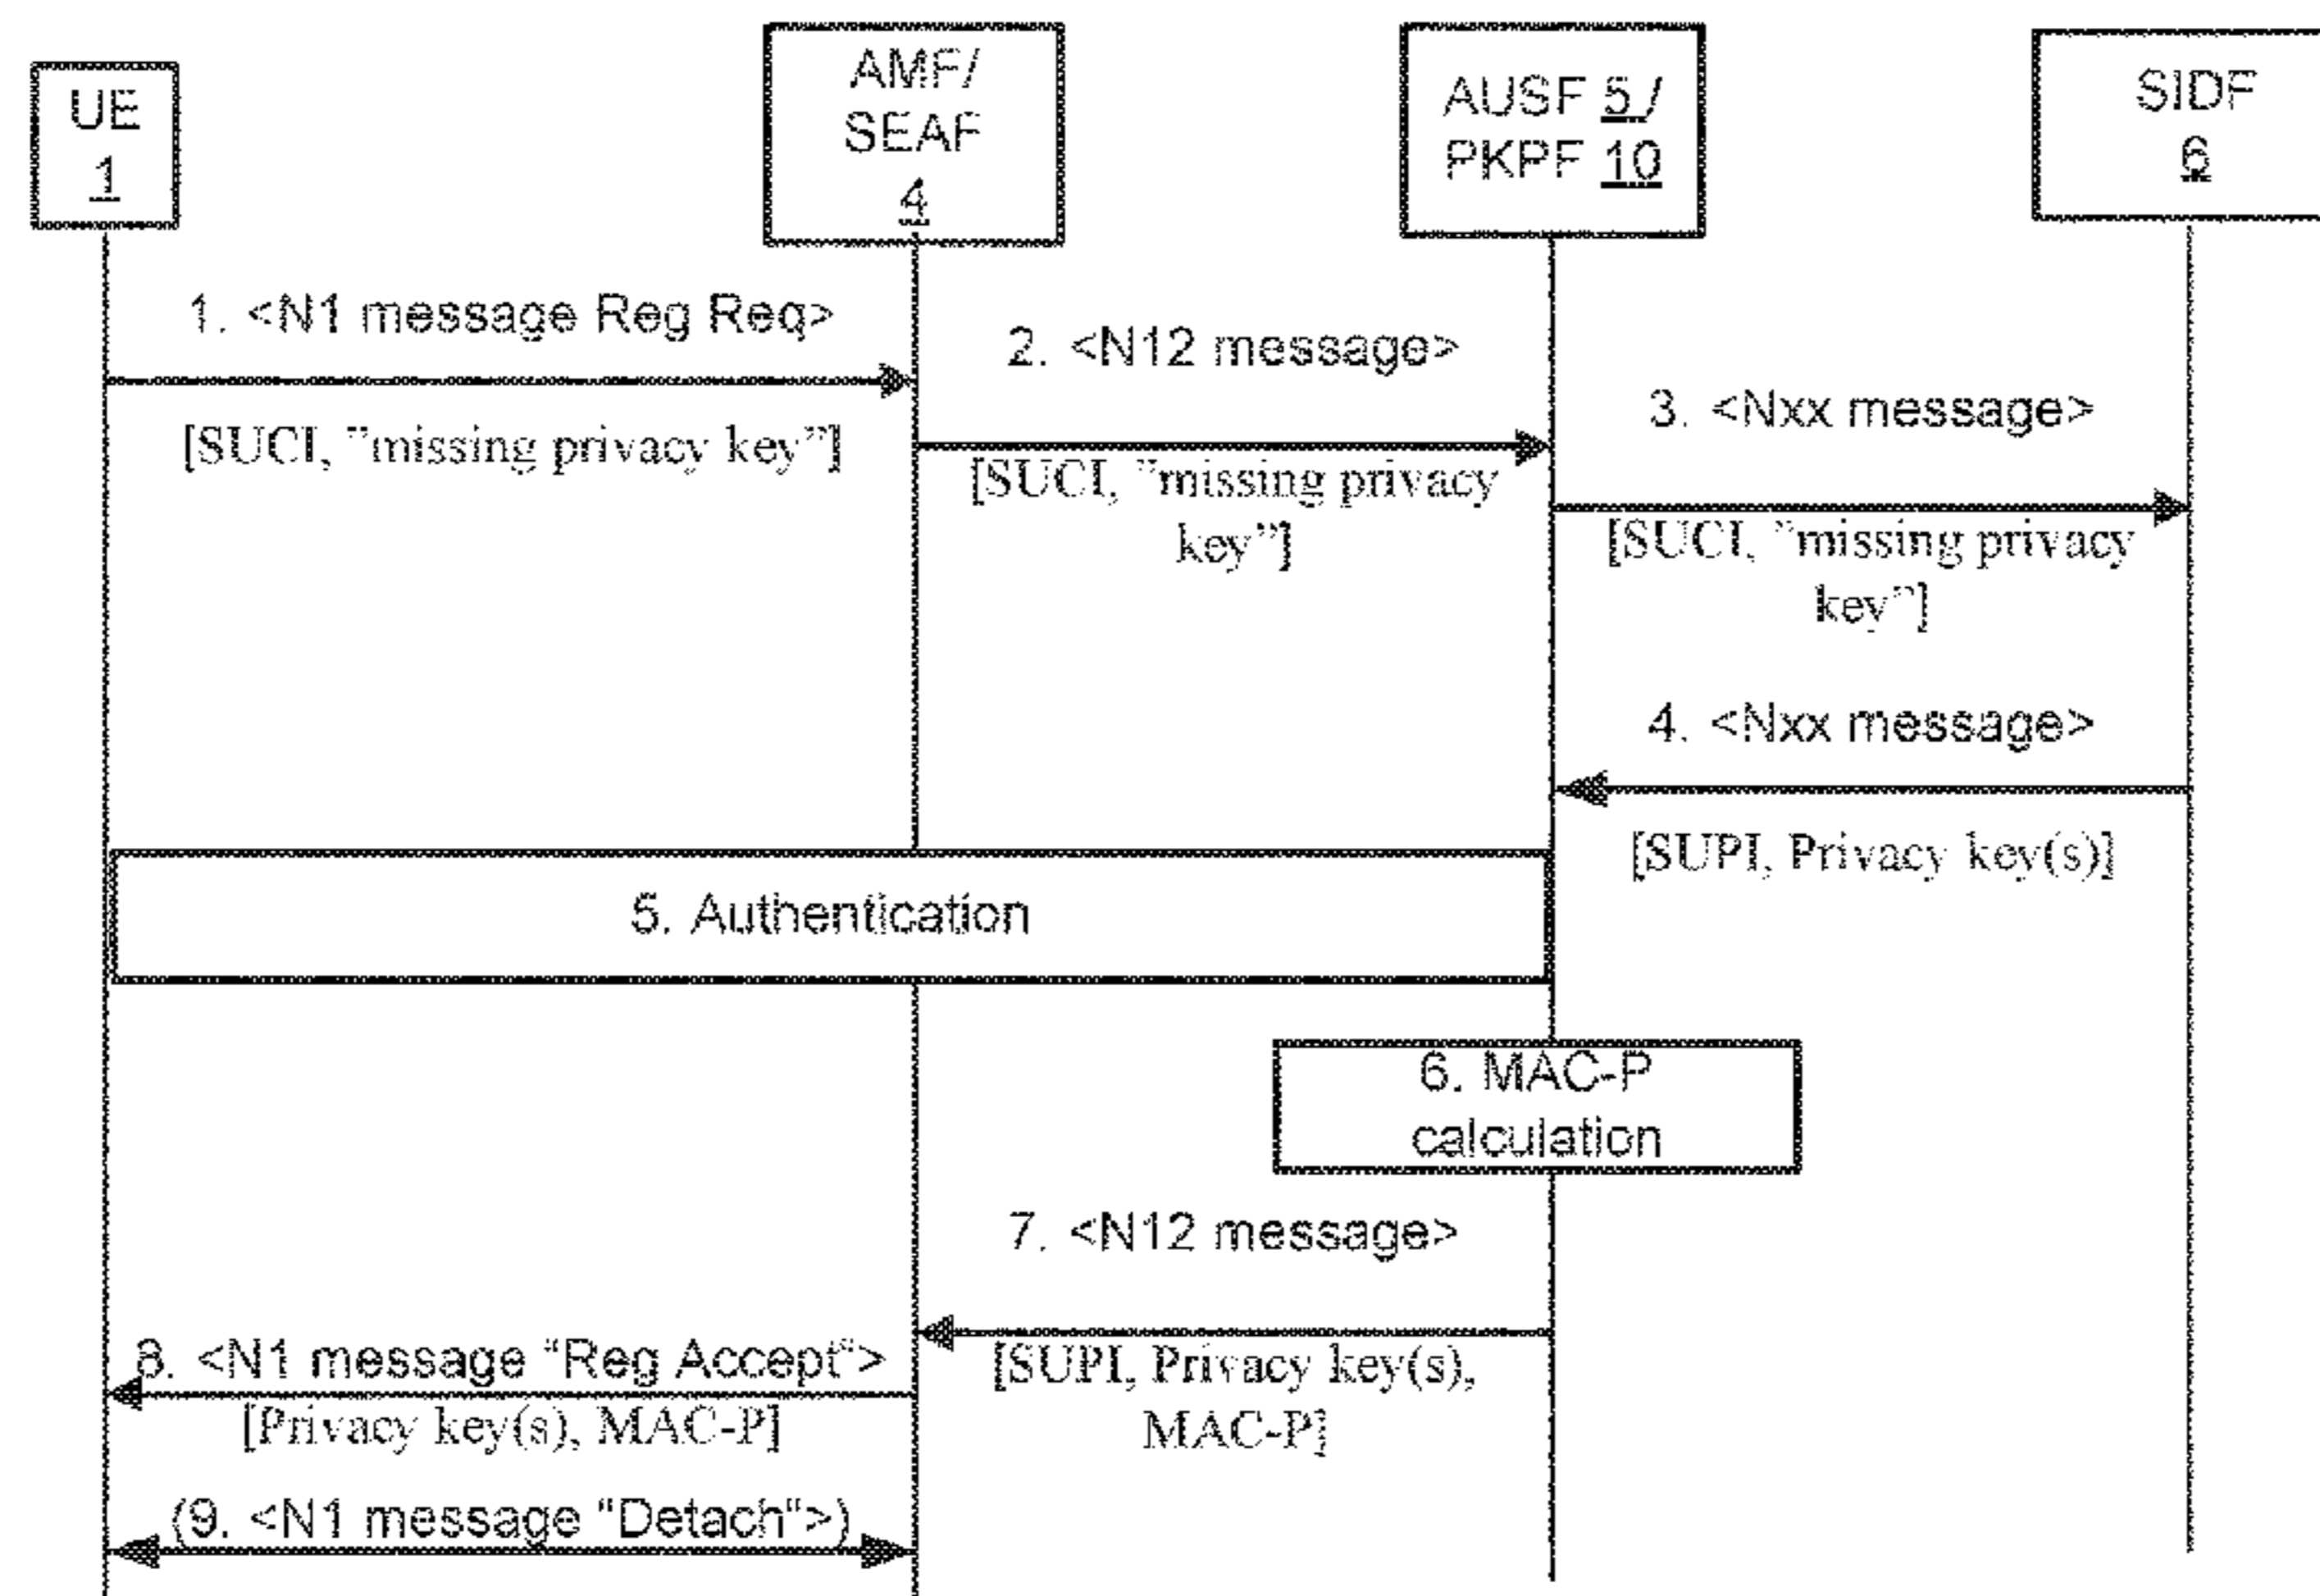 UE
1
AMF/
SEAF
4
AUSF 5 /
PKPF 10
SIDF
6
1. <N1 message Reg Req>
[SUCI, ”missing privacy key”]
2. <N12 message>
[SUCI, ”missing privacy
key”]
3. <Nxx message>
[SUCI, ”missing privacy
key”]
4. <Nxx message>
[SUPI, Privacy key(s)]
5. Authentication
6. MAC-P
calculation
7. <N12 message>
[SUPI, Privacy key(s),
MAC-P]
8. <N1 message “Reg Accept“>
[Privacy key(s), MAC-P]
(9. <N1 message “Detach“>)